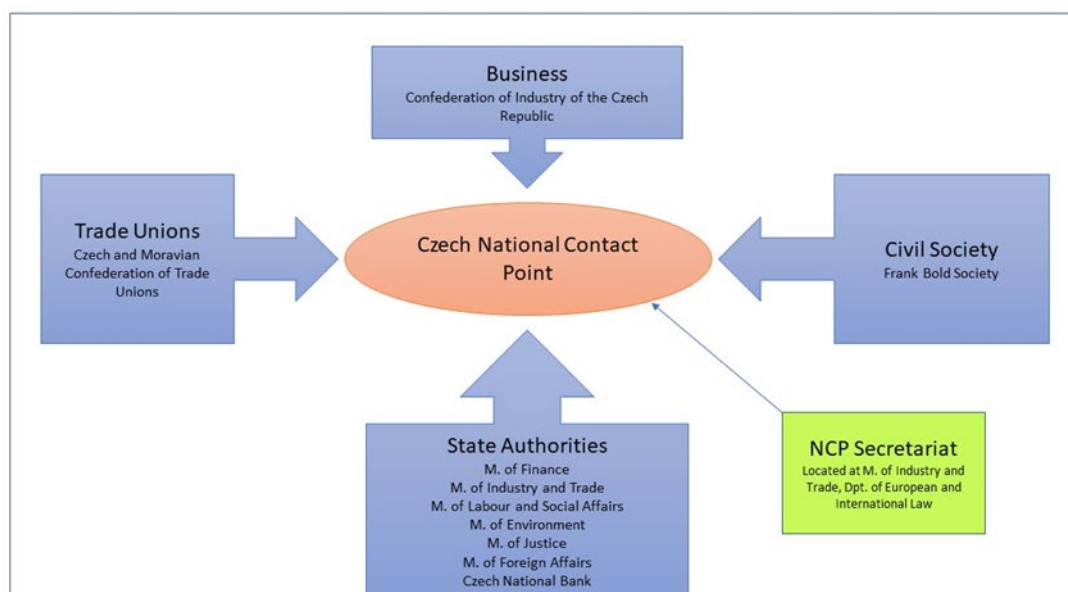 Business
Confederation of Industry of the Czech
Republic
Trade Unions
Czech and Moravian
Confederation of Trade
Unions
Czech National Contact
Point
Civil Society
Frank Bold Society
State Authorities
M. of Finance
M. of Industry and Trade
M. of Labour and Social Affairs
M. of Environment
M. of Justice
M. of Foreign Affairs
Czech National Bank
NCP Secretariat
Located at M. of Industry and
Trade, Dpt. of European and
International Law